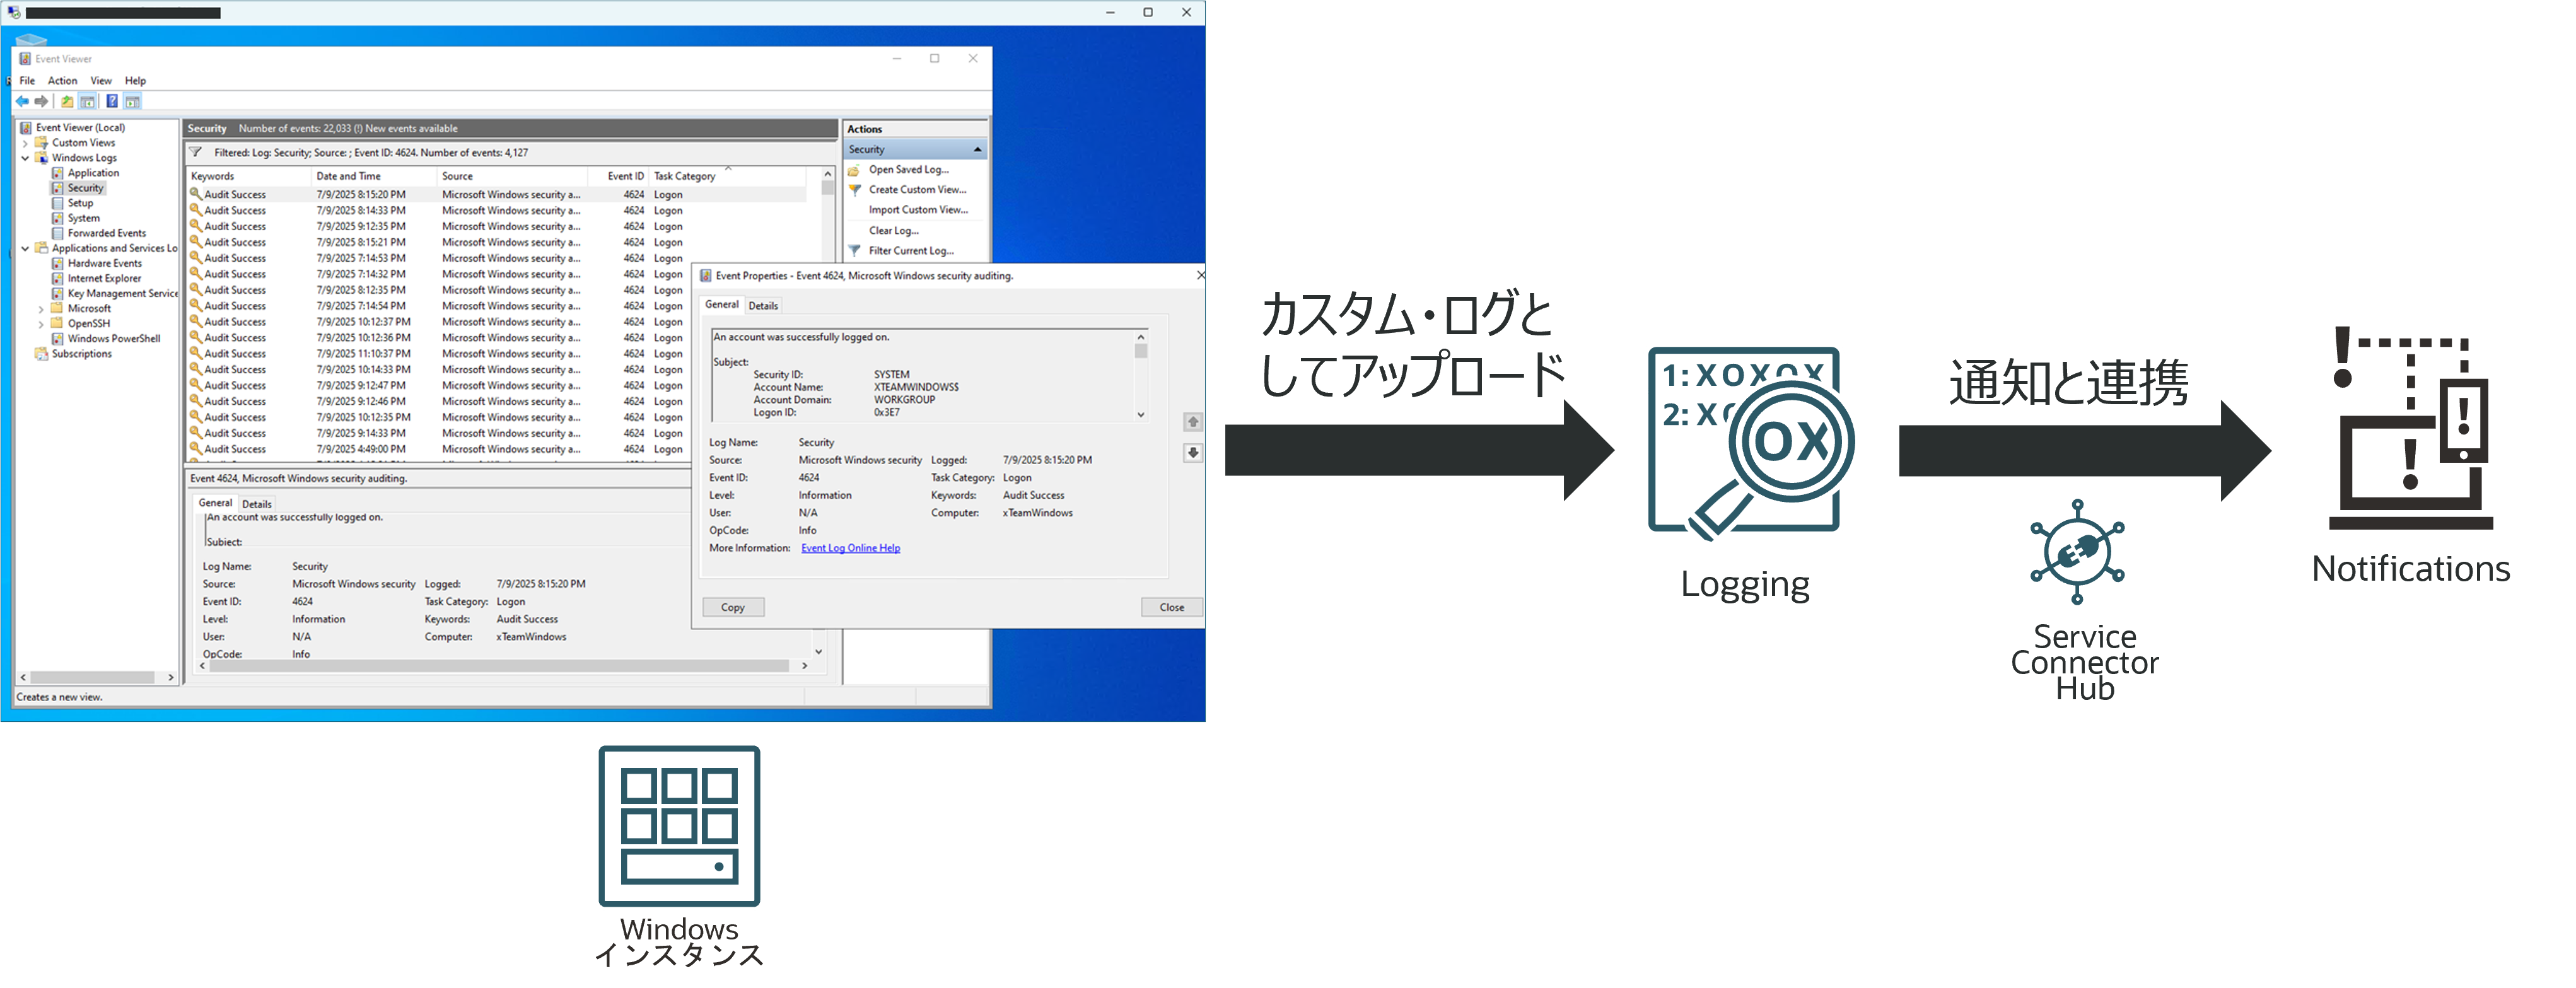 Event Viewer
File Action View Help
Event Viewer (Local)
Custom Views
Windows Logs
Application
Security
Setup
System
Forwarded Events
Applications and Services Lo
Hardware Events
Internet Explorer
Key Management Service
Microsoft
OpenSSH
Windows PowerShell
Subscriptions
Security Number of events: 22,033 (!) New events available
Filtered: Log: Security; Source: ; Event ID: 4624. Number of events: 4,127
Keywords Date and Time Source Event ID Task Category
Audit Success 7/9/2025 8:15:20 PM Microsoft Windows security a... 4624 Logon
Audit Success 7/9/2025 8:14:33 PM Microsoft Windows security a... 4624 Logon
Audit Success 7/9/2025 9:12:35 PM Microsoft Windows security a... 4624 Logon
Audit Success 7/9/2025 8:15:21 PM Microsoft Windows security a... 4624 Logon
Audit Success 7/9/2025 7:14:53 PM Microsoft Windows security a... 4624 Logon
Audit Success 7/9/2025 7:14:32 PM Microsoft Windows security a... 4624 Logon
Audit Success 7/9/2025 8:12:35 PM Microsoft Windows security a... 4624 Logon
Audit Success 7/9/2025 7:14:54 PM Microsoft Windows security a... 4624 Logon
Audit Success 7/9/2025 10:12:37 PM Microsoft Windows security a... 4624 Logon
Audit Success 7/9/2025 10:12:36 PM Microsoft Windows security a... 4624 Logon
Audit Success 7/9/2025 11:10:37 PM Microsoft Windows security a... 4624 Logon
Audit Success 7/9/2025 10:14:33 PM Microsoft Windows security a... 4624 Logon
Audit Success 7/9/2025 9:12:47 PM Microsoft Windows security a... 4624 Logon
Audit Success 7/9/2025 9:12:46 PM Microsoft Windows security a... 4624 Logon
Audit Success 7/9/2025 10:12:35 PM Microsoft Windows security a... 4624 Logon
Audit Success 7/9/2025 9:14:33 PM Microsoft Windows security a... 4624 Logon
Audit Success 7/9/2025 4:49:00 PM Microsoft Windows security a... 4624 Logon
Event 4624, Microsoft Windows security auditing.
General Details
An account was successfully logged on.
Subject:
Log Name: Security
Source: Microsoft Windows security Logged: 7/9/2025 8:15:20 PM
Event ID: 4624 Task Category: Logon
Level: Information Keywords: Audit Success
User: N/A Computer: xTeamWindows
OpCode: Info
Creates a new view.
Actions
Security
Open Saved Log...
Create Custom View...
Import Custom View...
Clear Log...
Filter Current Log...
Event Properties - Event 4624, Microsoft Windows security auditing.
General Details
An account was successfully logged on.
Subject:
Security ID: SYSTEM
Account Name: XTEAMWINDOWS$
Account Domain: WORKGROUP
Logon ID: 0x3E7
Log Name: Security
Source: Microsoft Windows security Logged: 7/9/2025 8:15:20 PM
Event ID: 4624 Task Category: Logon
Level: Information Keywords: Audit Success
User: N/A Computer: xTeamWindows
OpCode: Info
More Information: Event Log Online Help
Copy Close
Windows
インスタンス
カスタム・ログと
してアップロード
1: XOXOX
2: XO
OX
Logging
通知と連携
Service
Connector
Hub
! ! !
Notifications